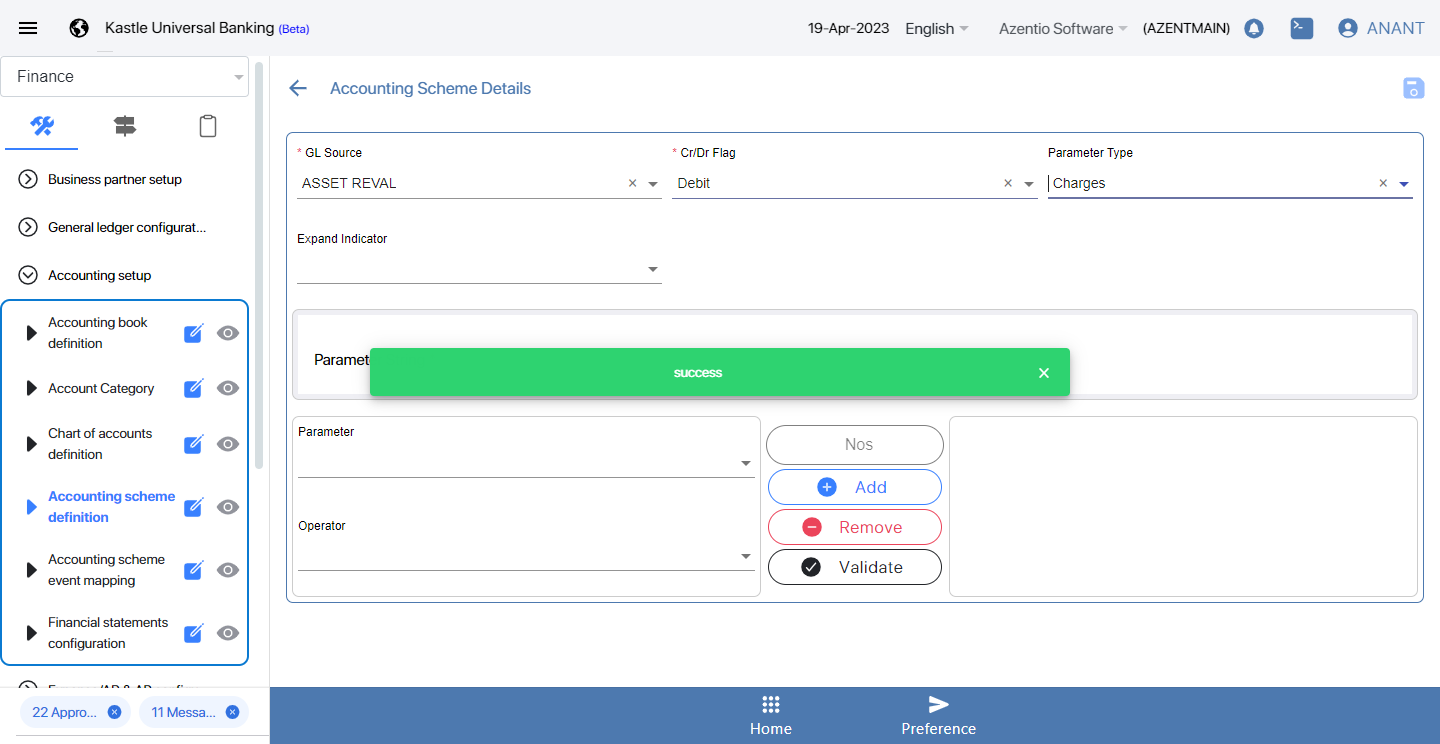 Kastle Universal Banking (Beta)
19-Apr-2023
English
Azentio Software
(AZENTMAIN)
ANANT
Finance
Business partner setup
General ledger configurat...
Accounting setup
Accounting book
definition
Account Category
Chart of accounts
definition
Accounting scheme
definition
Accounting scheme
event mapping
Financial statements
configuration
22 Appro...
11 Messa...
Accounting Scheme Details
* GL Source
ASSET REVAL
* Cr/Dr Flag
Debit
Parameter Type
Charges
Expand Indicator
success
Parameter
Operator
Nos
Add
Remove
Validate
Home
Preference